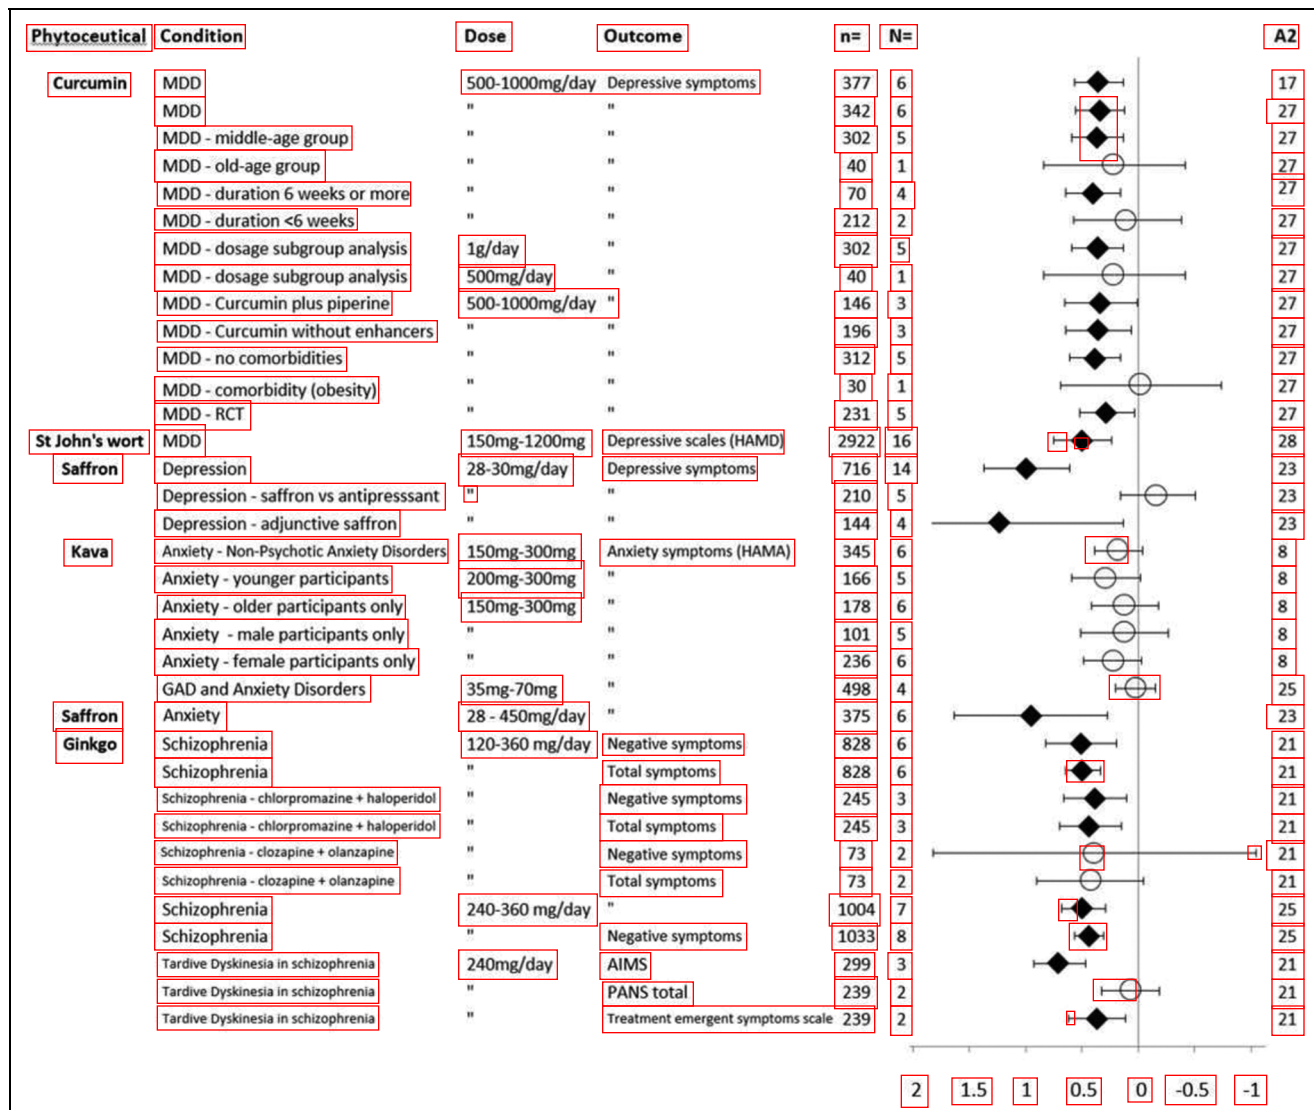 Phytoceutical Condition Dose Outcome n= N= A2
Curcumin MDD 500-1000mg/day Depressive symptoms 377 6 17
MDD " " 342 6 27
MDD - middle-age group " " 302 5 27
MDD - old-age group " " 40 1 27
MDD - duration 6 weeks or more " " 70 4 27
MDD - duration <6 weeks " " 212 2 27
MDD - dosage subgroup analysis 1g/day " 302 5 27
MDD - dosage subgroup analysis 500mg/day " 40 1 27
MDD - Curcumin plus piperine 500-1000mg/day " 146 3 27
MDD - Curcumin without enhancers " " 196 3 27
MDD - no comorbidities " " 312 5 27
MDD - comorbidity (obesity) " " 30 1 27
MDD - RCT " " 231 5 27
St John's wort MDD 150mg-1200mg Depressive scales (HAMD) 2922 16 28
Saffron Depression 28-30mg/day Depressive symptoms 716 14 23
Depression - saffron vs antipresssant " " 210 5 23
Depression - adjunctive saffron " " 144 4 23
Kava Anxiety - Non-Psychotic Anxiety Disorders 150mg-300mg Anxiety symptoms (HAMA) 345 6 8
Anxiety - younger participants 200mg-300mg " 166 5 8
Anxiety - older participants only 150mg-300mg " 178 6 8
Anxiety - male participants only " " 101 5 8
Anxiety - female participants only " " 236 6 8
GAD and Anxiety Disorders 35mg-70mg " 498 4 25
Saffron Anxiety 28 - 450mg/day " 375 6 23
Ginkgo Schizophrenia 120-360 mg/day Negative symptoms 828 6 21
Schizophrenia " Total symptoms 828 6 21
Schizophrenia - chlorpromazine + haloperidol " Negative symptoms 245 3 21
Schizophrenia - chlorpromazine + haloperidol " Total symptoms 245 3 21
Schizophrenia - clozapine + olanzapine " Negative symptoms 73 2 21
Schizophrenia - clozapine + olanzapine " Total symptoms 73 2 21
Schizophrenia 240-360 mg/day " 1004 7 25
Schizophrenia " Negative symptoms 1033 8 25
Tardive Dyskinesia in schizophrenia 240mg/day AIMS 299 3 21
Tardive Dyskinesia in schizophrenia " PANS total 239 2 21
Tardive Dyskinesia in schizophrenia " Treatment emergent symptoms scale 239 2 21
2 1.5 1 0.5 0 -0.5 -1